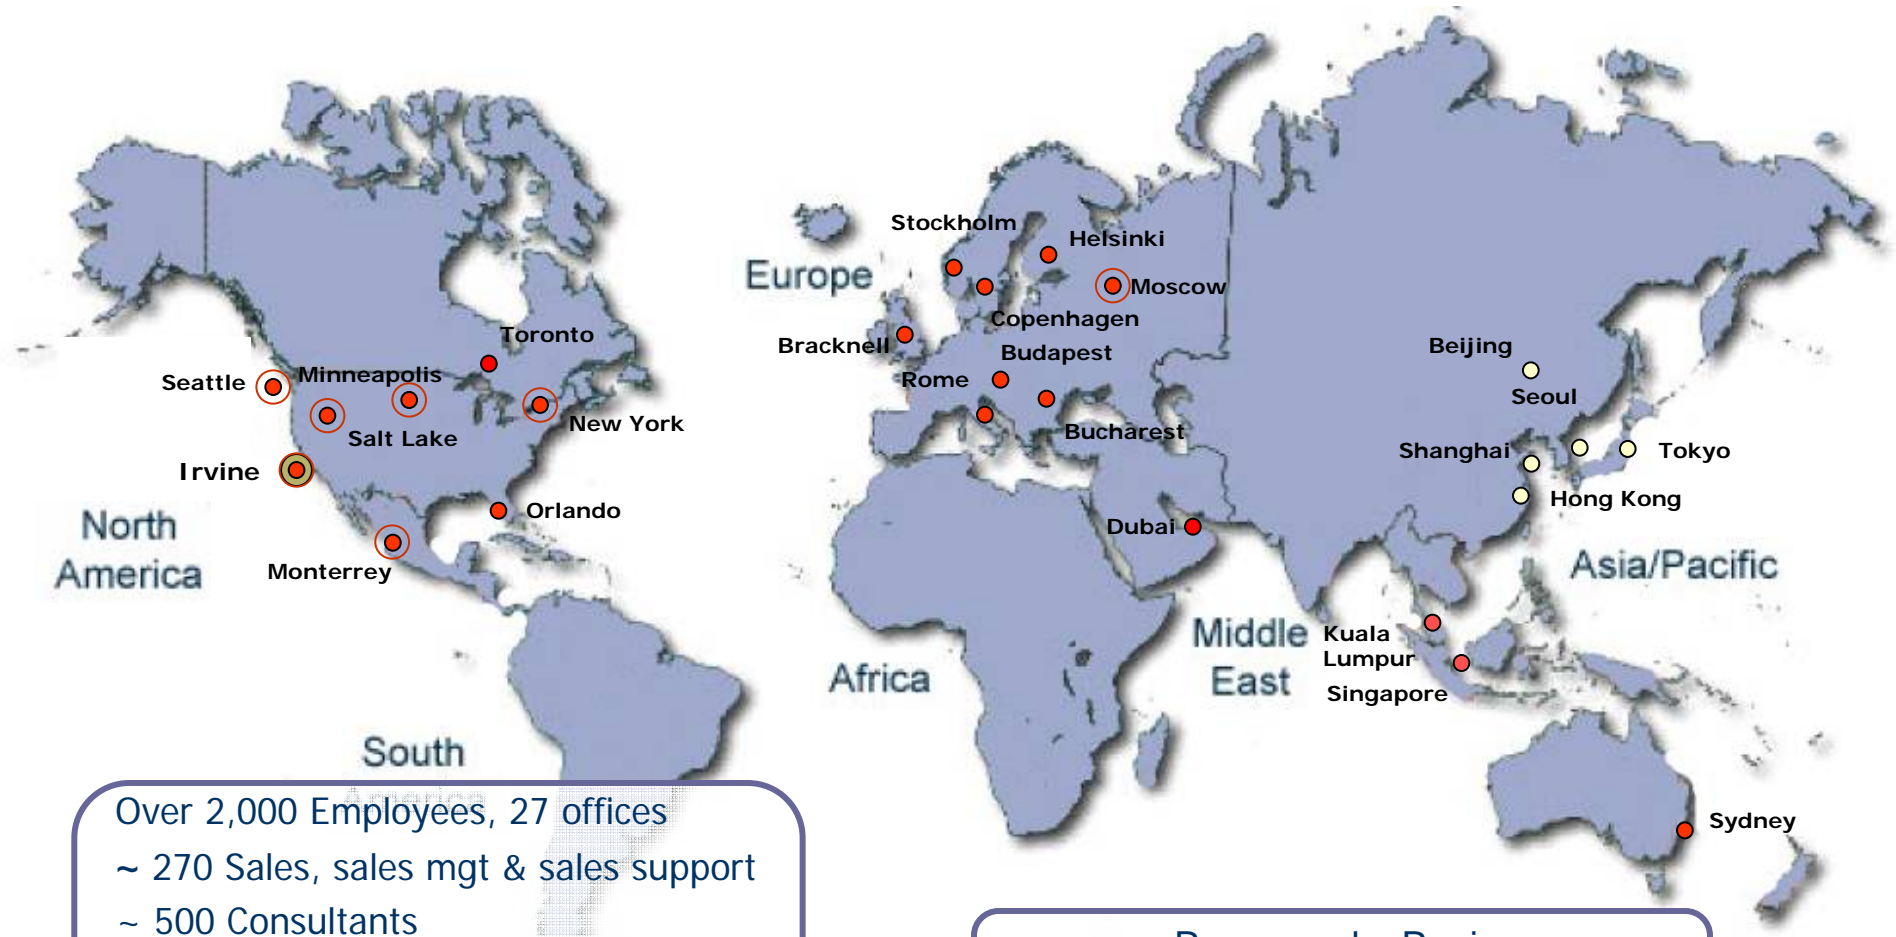 Stockholm
Helsinki
Europe
Moscow
Copenhagen
Toronto
Bracknell
Budapest
Beijing
Seattle
Minneapolis
Rome
Seoul
New York
Salt Lake
Bucharest
Shanghai
Tokyo
Irvine
Hong Kong
Orlando
North
America
Dubai
Asia/Pacific
Monterrey
Middle
East
Kuala
Lumpur
Africa
Singapore
South
America
Sydney
Over 2,000 Employees, 27 offices
~ 270 Sales, sales mgt & sales support
~ 500 Consultants